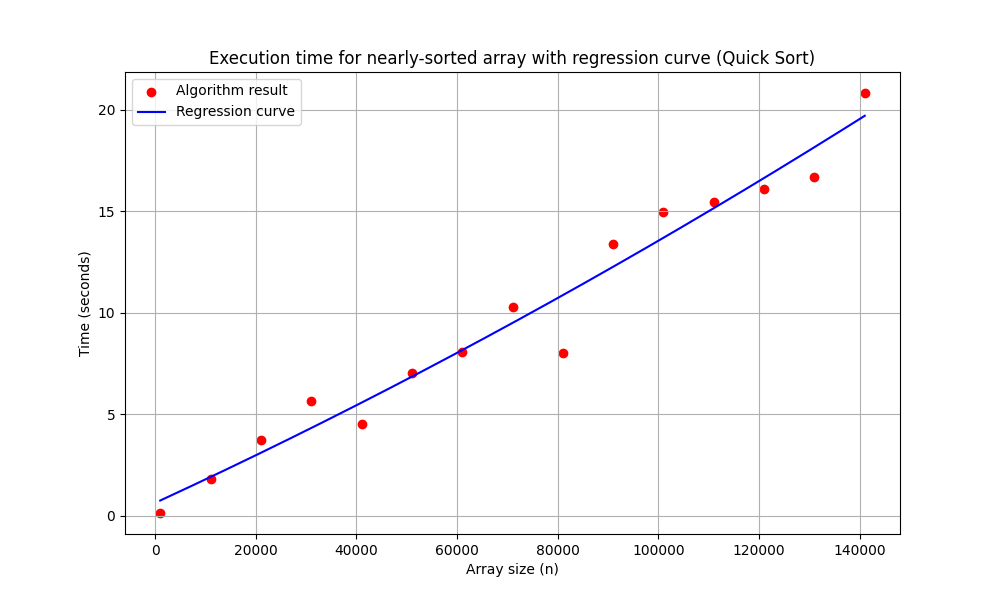 Execution time for nearly-sorted array with regression curve (Quick Sort)
Algorithm result
Regression curve
Time (seconds)
20
15
10
5
0
0 20000 40000 60000 80000 100000 120000 140000
Array size (n)